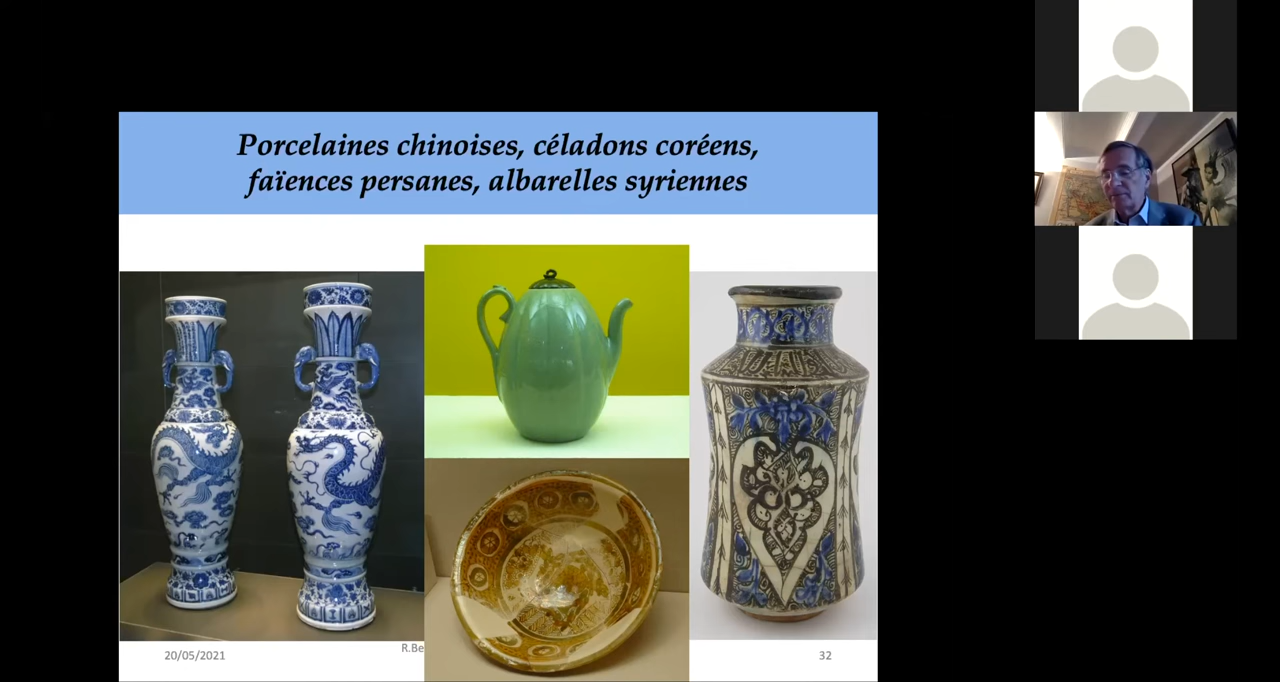 Porcelaines chinoises, céladons coréens,
faïences persanes, albarelles syriennes
20/05/2021
R.Be
32